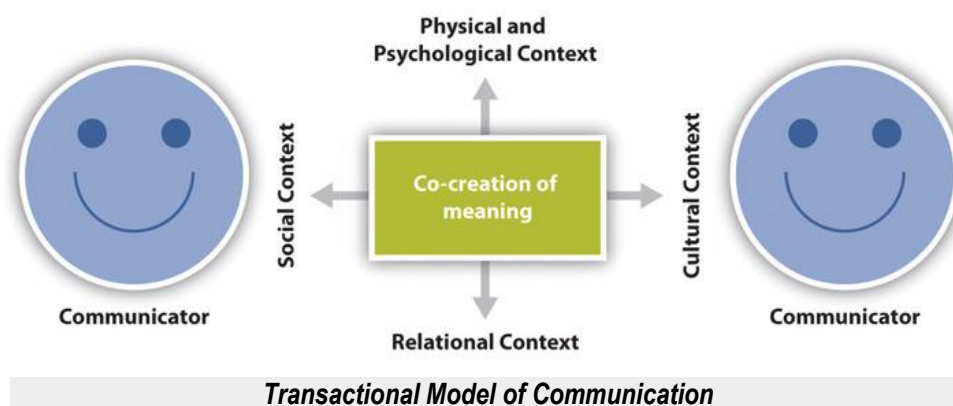 Physical and
Psychological Context
Social Context
Co-creation of
meaning
Cultural Context
Communicator
Communicator
Relational Context
Transactional Model of Communication